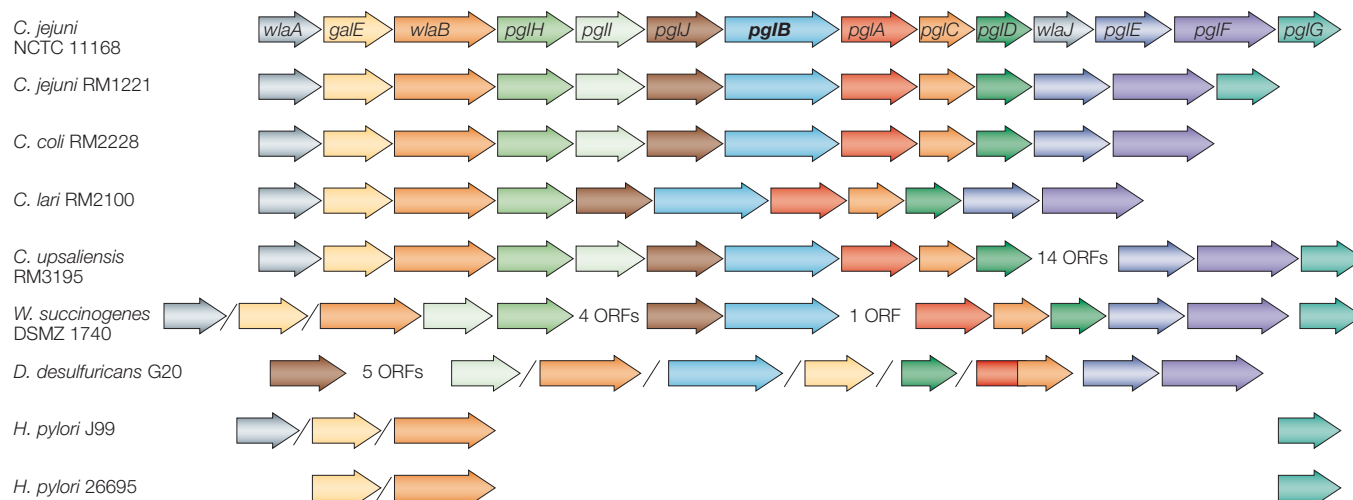 C. jejuni
NCTC 11168
wlaA galE wlaB pglH pglI pglJ pglB pglA pglC pglD wlaJ pglE pglF pglG
C. jejuni RM1221
C. coli RM2228
C. lari RM2100
C. upsaliensis
RM3195
14 ORFs
W. succinogenes
DSMZ 1740
4 ORFs 1 ORF
D. desulfuricans G20 5 ORFs
H. pylori J99
H. pylori 26695